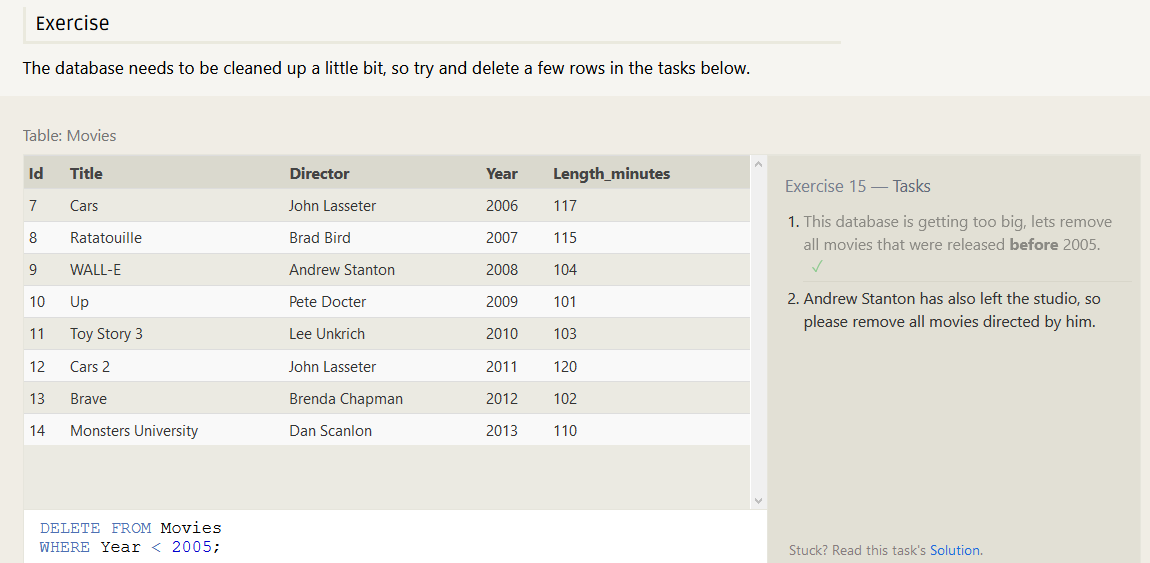 Exercise
The database needs to be cleaned up a little bit, so try and delete a few rows in the tasks below.
Table: Movies
Id Title Director Year Length_minutes
7 Cars John Lasseter 2006 117
8 Ratatouille Brad Bird 2007 115
9 WALL-E Andrew Stanton 2008 104
10 Up Pete Docter 2009 101
11 Toy Story 3 Lee Unkrich 2010 103
12 Cars 2 John Lasseter 2011 120
13 Brave Brenda Chapman 2012 102
14 Monsters University Dan Scanlon 2013 110
DELETE FROM Movies
WHERE Year < 2005;
Exercise 15 — Tasks
1. This database is getting too big, lets remove
all movies that were released before 2005.
✓
2. Andrew Stanton has also left the studio, so
please remove all movies directed by him.
Stuck? Read this task's Solution.